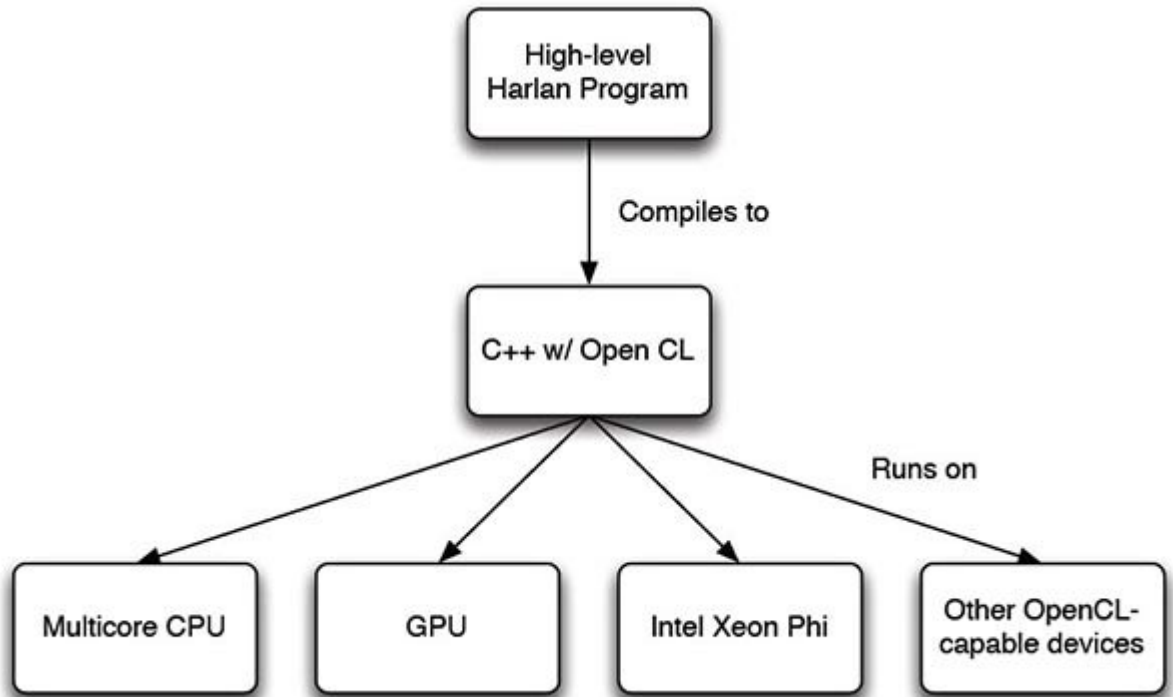 High-level
Harlan Program
Compiles to
C++ w/ Open CL
Runs on
Multicore CPU
GPU
Intel Xeon Phi
Other OpenCL-
capable devices